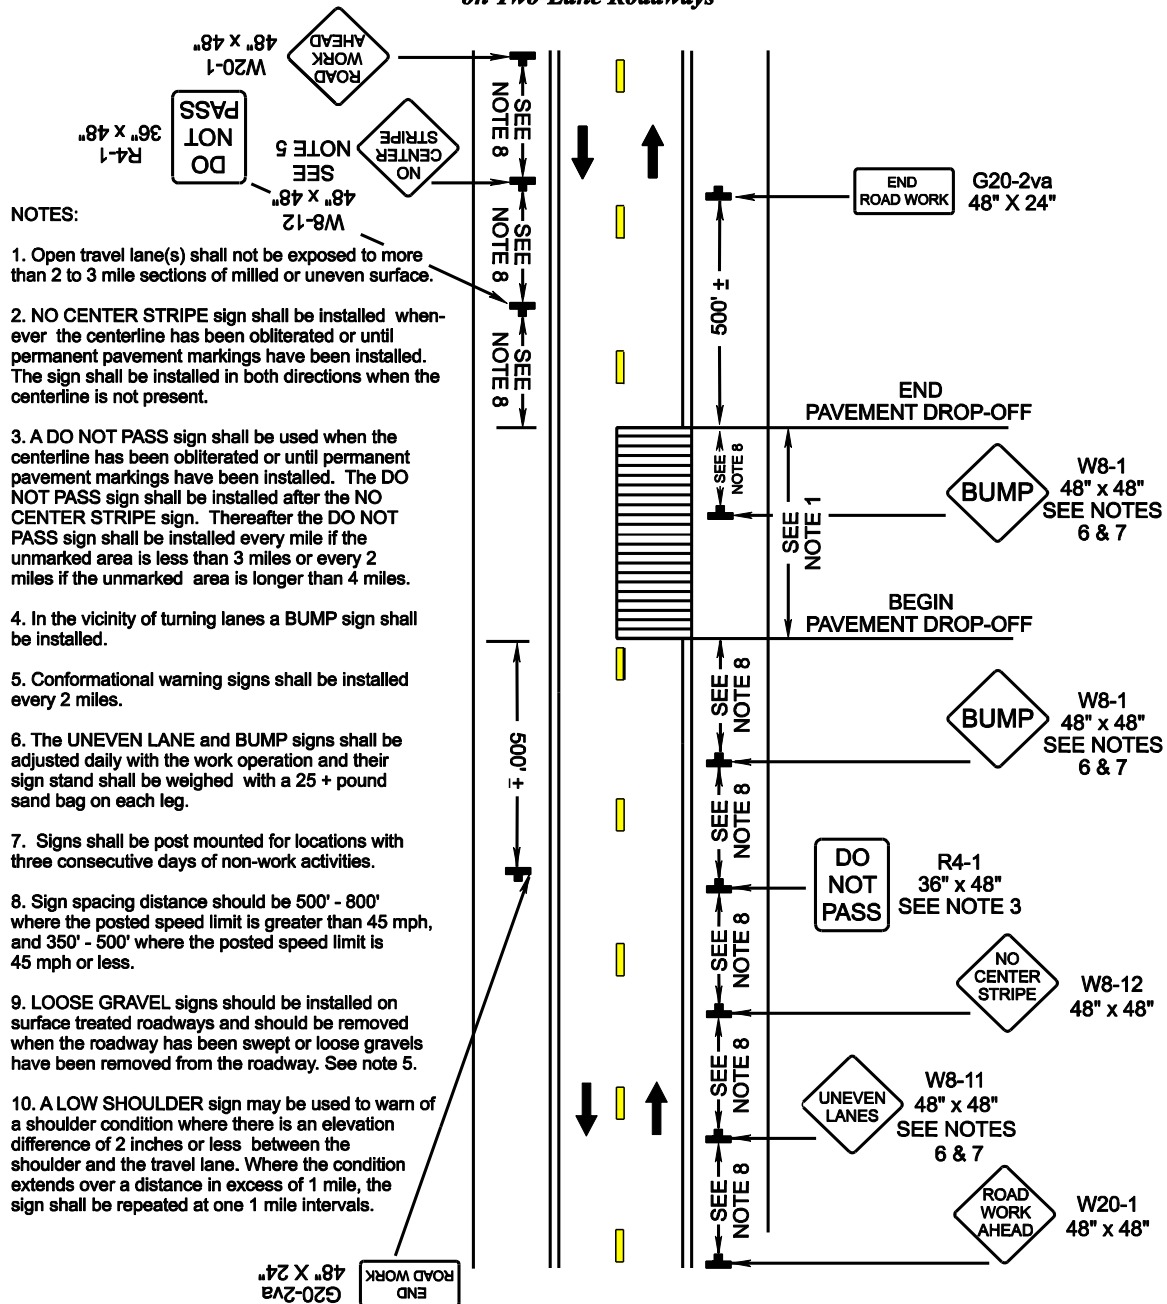 on Two-Lane Roadways
ROAD
WORK
AHEAD
W20-1
48" x 48"
DO
NOT
PASS
R4-1
36" x 48"
NO
CENTER
STRIPE
W8-12
48" x 48"
SEE
NOTE 5
SEE
NOTE 8
SEE
NOTE 8
SEE
NOTE 8
NOTES:
1. Open travel lane(s) shall not be exposed to more
than 2 to 3 mile sections of milled or uneven surface.
2. NO CENTER STRIPE sign shall be installed when-
ever the centerline has been obliterated or until
permanent pavement markings have been installed.
The sign shall be installed in both directions when the
centerline is not present.
3. A DO NOT PASS sign shall be used when the
centerline has been obliterated or until permanent
pavement markings have been installed. The DO
NOT PASS sign shall be installed after the NO
CENTER STRIPE sign. Thereafter the DO NOT
PASS sign shall be installed every mile if the
unmarked area is less than 3 miles or every 2
miles if the unmarked area is longer than 4 miles.
4. In the vicinity of turning lanes a BUMP sign shall
be installed.
5. Conformational warning signs shall be installed
every 2 miles.
6. The UNEVEN LANE and BUMP signs shall be
adjusted daily with the work operation and their
sign stand shall be weighed with a 25 + pound
sand bag on each leg.
7. Signs shall be post mounted for locations with
three consecutive days of non-work activities.
8. Sign spacing distance should be 500' - 800'
where the posted speed limit is greater than 45 mph,
and 350' - 500' where the posted speed limit is
45 mph or less.
9. LOOSE GRAVEL signs should be installed on
surface treated roadways and should be removed
when the roadway has been swept or loose gravels
have been removed from the roadway. See note 5.
10. A LOW SHOULDER sign may be used to warn of
a shoulder condition where there is an elevation
difference of 2 inches or less between the
shoulder and the travel lane. Where the condition
extends over a distance in excess of 1 mile, the
sign shall be repeated at one 1 mile intervals.
500' ±
END
ROAD WORK
G20-2va
48" X 24"
END
ROAD WORK
G20-2va
48" X 24"
500' ±
END
PAVEMENT DROP-OFF
SEE
NOTE 8
SEE
NOTE 1
BUMP
W8-1
48" x 48"
SEE NOTES
6 & 7
BEGIN
PAVEMENT DROP-OFF
SEE
NOTE 8
BUMP
W8-1
48" x 48"
SEE NOTES
6 & 7
SEE
NOTE 8
DO
NOT
PASS
R4-1
36" x 48"
SEE NOTE 3
SEE
NOTE 8
NO
CENTER
STRIPE
W8-12
48" x 48"
SEE
NOTE 8
UNEVEN
LANES
W8-11
48" x 48"
SEE NOTES
6 & 7
SEE
NOTE 8
ROAD
WORK
AHEAD
W20-1
48" x 48"